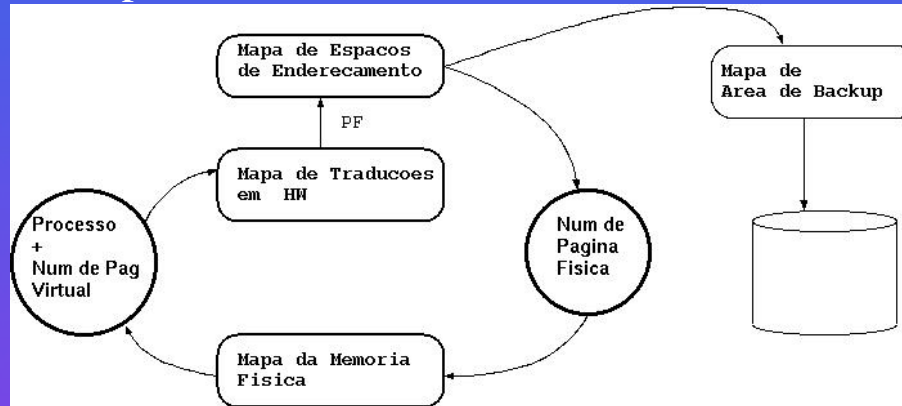 Mapa de Espacos
de Enderecamento
Mapa de
Area de Backup
PF
Mapa de Traducoes
em HW
Processo
+
Num de Pag
Virtual
Num de
Pagina
Fisica
Mapa da Memoria
Fisica